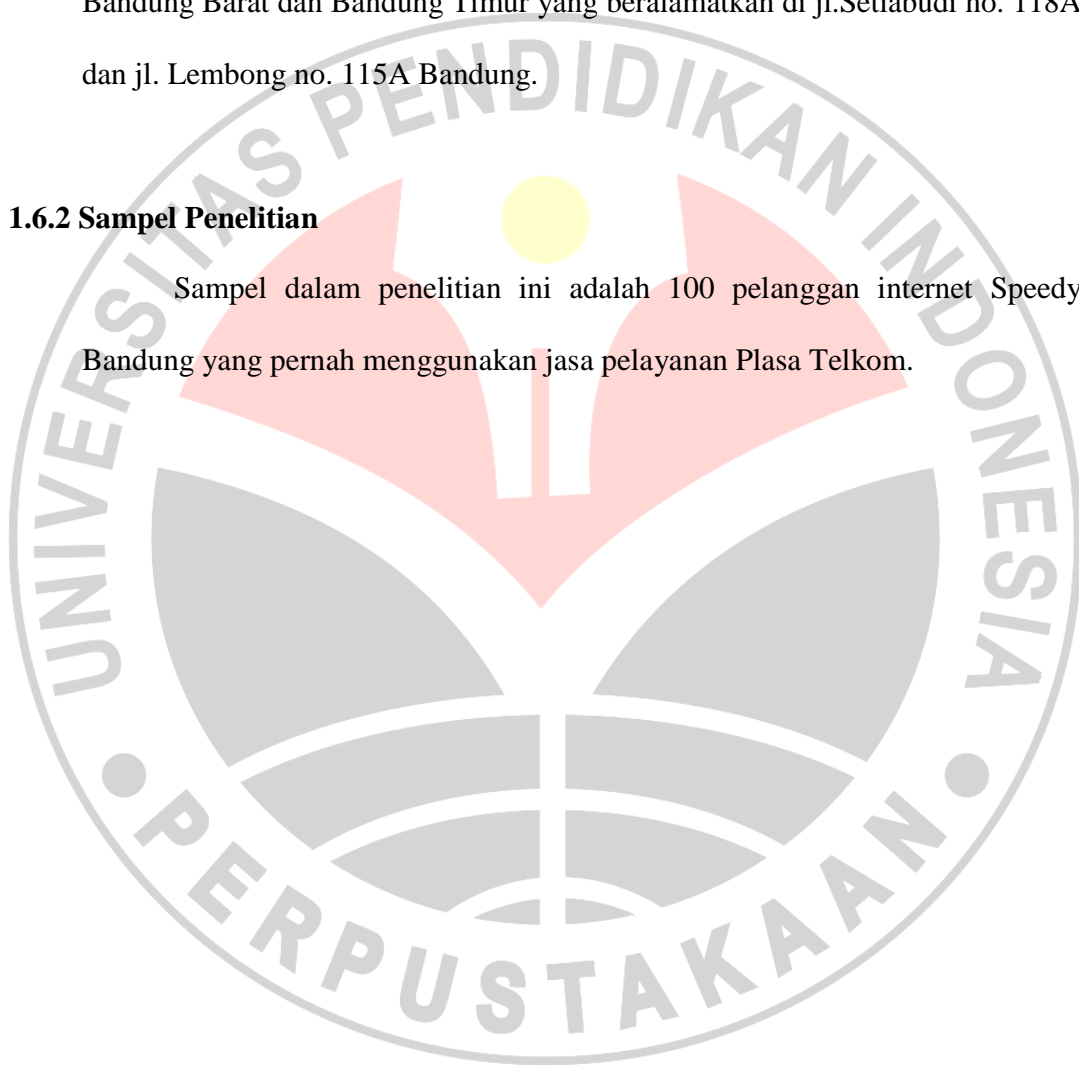 Bandung Barat dan Bandung Timur yang beralamatkan di jl.Setiabudi no. 118A
dan jl. Lembong no. 115A Bandung.
1.6.2 Sampel Penelitian
Sampel dalam penelitian ini adalah 100 pelanggan internet Speedy
Bandung yang pernah menggunakan jasa pelayanan Plasa Telkom.
UNIVERSITAS PENDIDIKAN INDONESIA
PERPUSTAKAAN